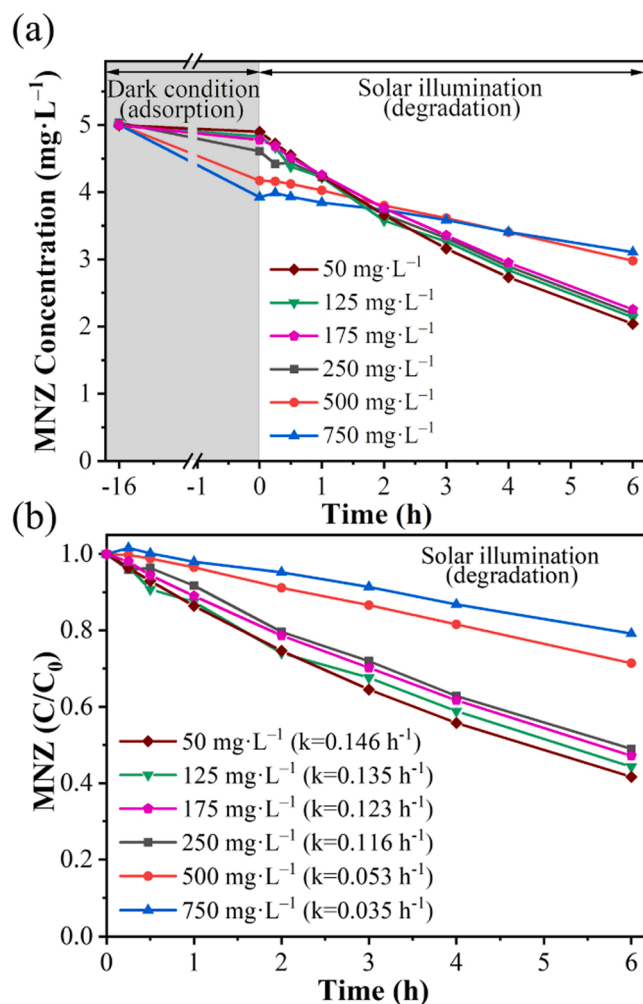 (a)
Dark condition
(adsorption)
Solar illumination
(degradation)
MNZ Concentration (mg·L⁻¹)
6
5
4
3
2
1
0
50 mg·L⁻¹
125 mg·L⁻¹
175 mg·L⁻¹
250 mg·L⁻¹
500 mg·L⁻¹
750 mg·L⁻¹
-16 -1 0 1 2 3 4 5 6
Time (h)
(b)
Solar illumination
(degradation)
MNZ (C/C₀)
1.0
0.8
0.6
0.4
0.2
0.0
50 mg·L⁻¹ (k=0.146 h⁻¹)
125 mg·L⁻¹ (k=0.135 h⁻¹)
175 mg·L⁻¹ (k=0.123 h⁻¹)
250 mg·L⁻¹ (k=0.116 h⁻¹)
500 mg·L⁻¹ (k=0.053 h⁻¹)
750 mg·L⁻¹ (k=0.035 h⁻¹)
0 1 2 3 4 5 6
Time (h)